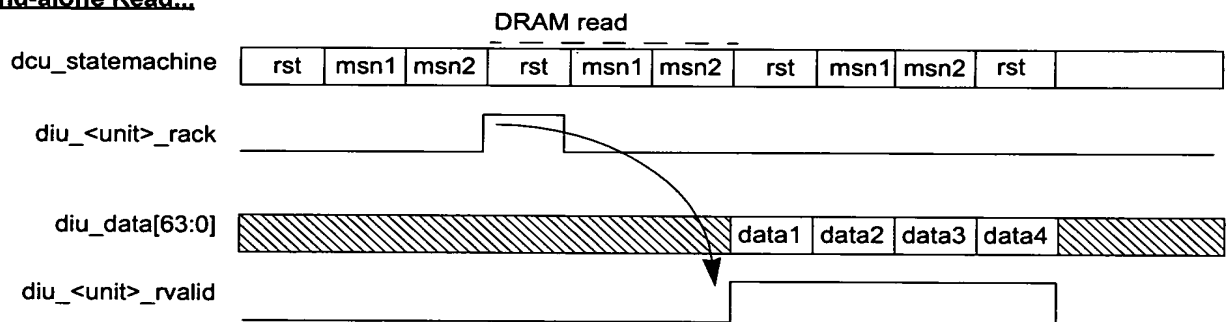 DRAM read
dcu_statemachine rst msn1 msn2 rst msn1 msn2 rst msn1 msn2 rst
diu_<unit>_rack
diu_data[63:0] data1 data2 data3 data4
diu_<unit>_rvalid